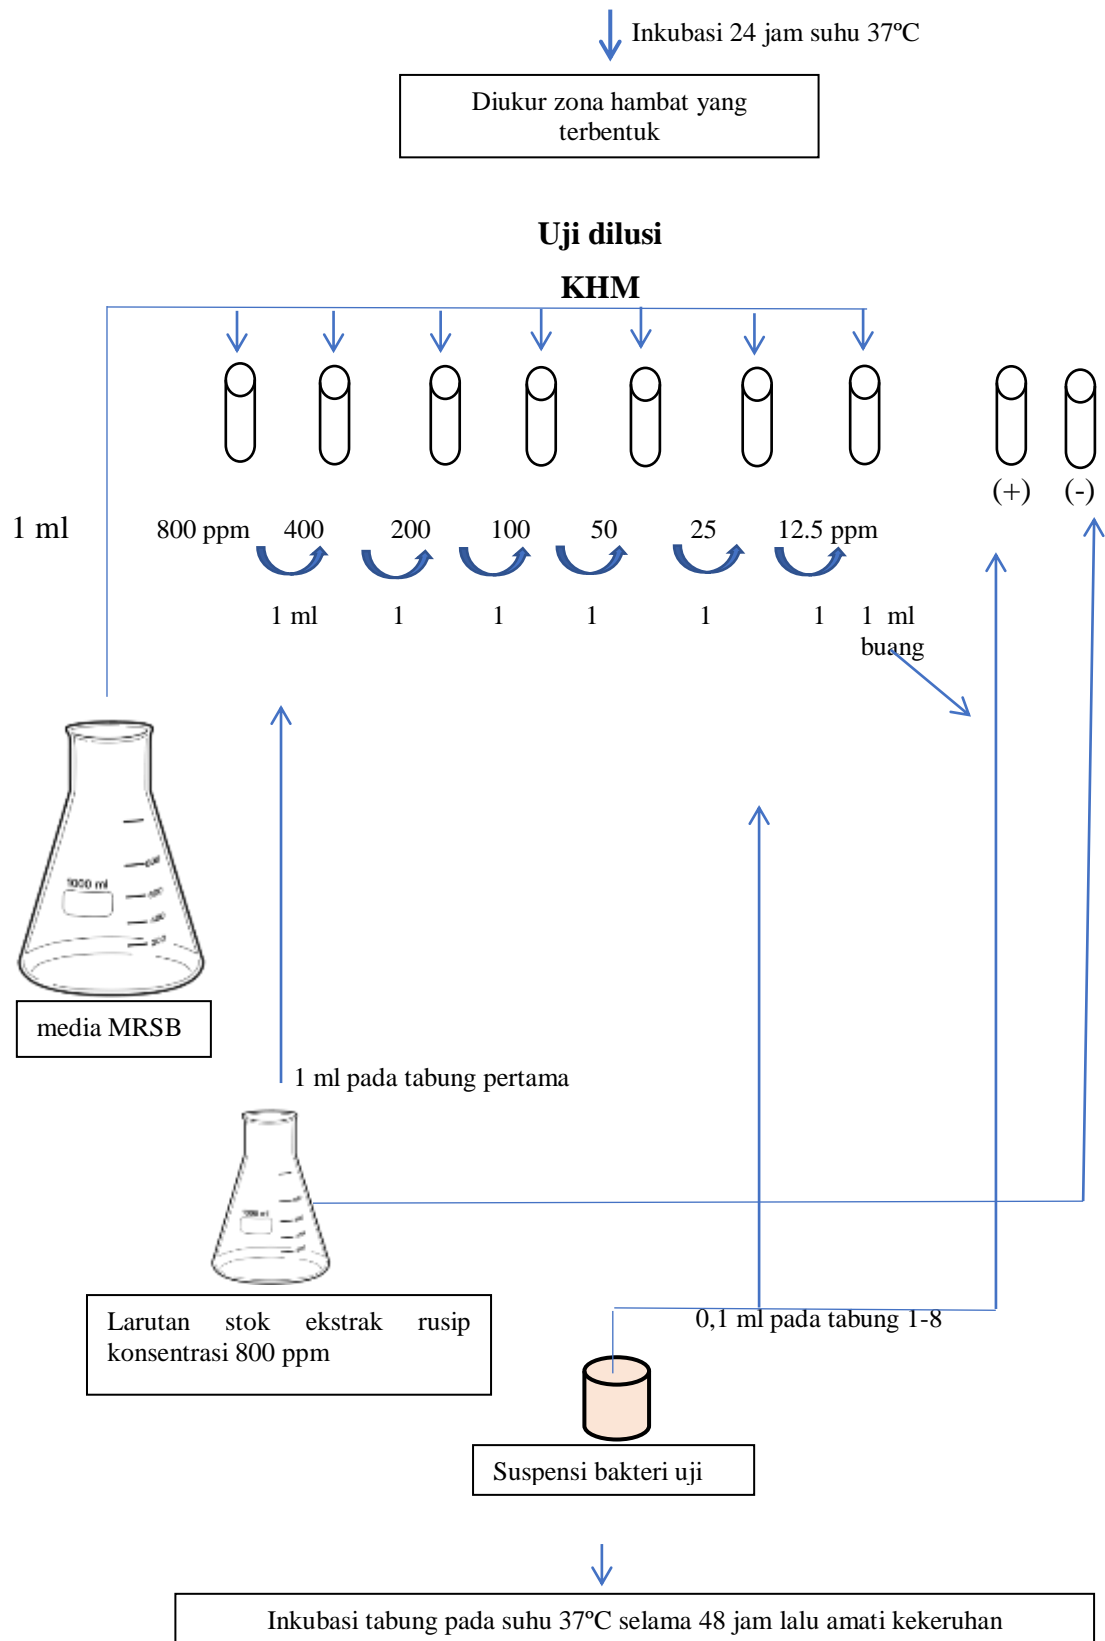 Inkubasi 24 jam suhu 37ºC
Diukur zona hambat yang
terbentuk
Uji dilusi
KHM
(+) (-)
1 ml 800 ppm 400 200 100 50 25 12.5 ppm
1 ml 1 1 1 1 1 1 ml
buang
1000 ml
media MRSB
1 ml pada tabung pertama
Larutan stok ekstrak rusip
konsentrasi 800 ppm
0,1 ml pada tabung 1-8
Suspensi bakteri uji
Inkubasi tabung pada suhu 37ºC selama 48 jam lalu amati kekeruhan